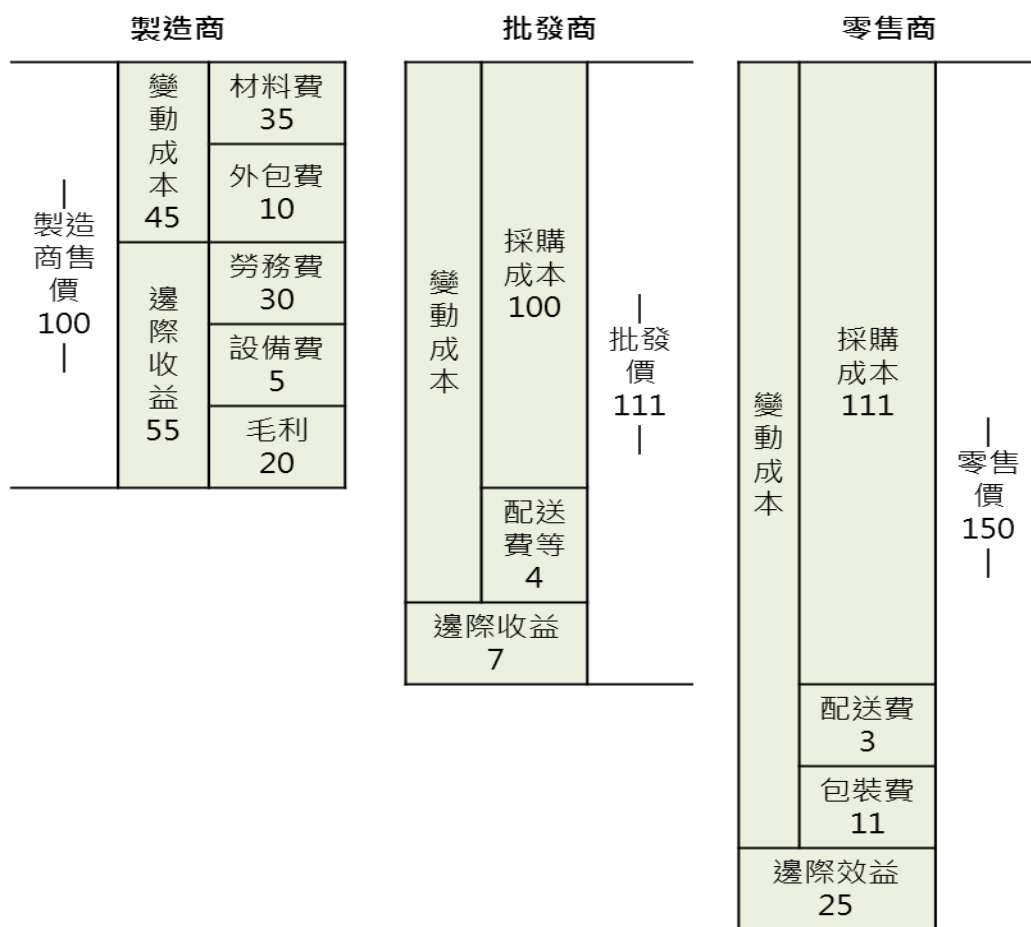 製造商
變
動
成
本
45
材料費
35
外包費
10
製造
商售
價
100
邊
際
收
益
55
勞務費
30
設備費
5
毛利
20
批發商
變
動
成
本
採購
成本
100
配送
費等
4
邊際收益
7
批發
價
111
零售商
變
動
成
本
採購
成本
111
配送費
3
包裝費
11
邊際效益
25
零售
價
150